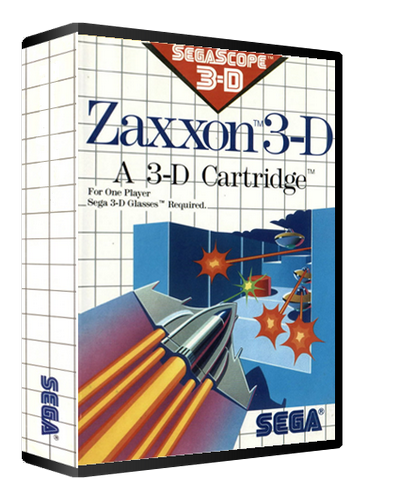 SEGASCOPE
3-D
Zaxxon™ 3-D
A 3-D Cartridge™
For One Player
Sega 3-D Glasses™ Required.
SEGA®
SEGA®